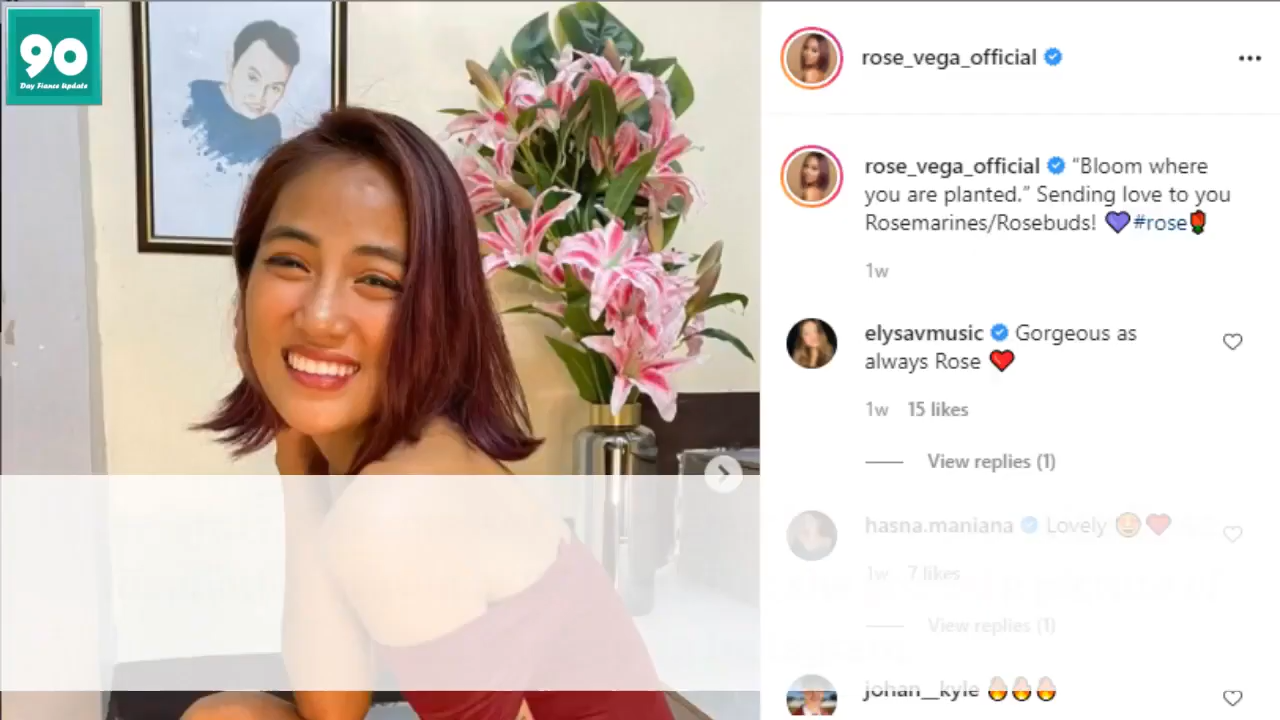 90
Day Fiance Update
rose_vega_official
rose_vega_official "Bloom where
you are planted." Sending love to you
Rosemarines/Rosebuds! 💜#rose🌹
1w
elysavmusic Gorgeous as
always Rose ❤️
1w 15 likes
View replies (1)
hasna.maniana Lovely 🤩❤️
1w 7 likes
View replies (1)
johan__kyle 🔥🔥🔥